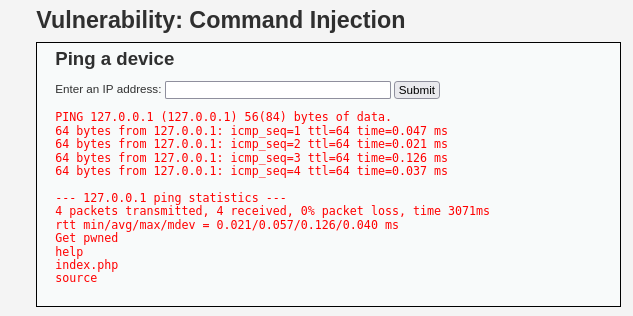 Vulnerability: Command Injection
Ping a device
Enter an IP address: Submit
PING 127.0.0.1 (127.0.0.1) 56(84) bytes of data.
64 bytes from 127.0.0.1: icmp_seq=1 ttl=64 time=0.047 ms
64 bytes from 127.0.0.1: icmp_seq=2 ttl=64 time=0.021 ms
64 bytes from 127.0.0.1: icmp_seq=3 ttl=64 time=0.126 ms
64 bytes from 127.0.0.1: icmp_seq=4 ttl=64 time=0.037 ms
--- 127.0.0.1 ping statistics ---
4 packets transmitted, 4 received, 0% packet loss, time 3071ms
rtt min/avg/max/mdev = 0.021/0.057/0.126/0.040 ms
Get pwned
help
index.php
source